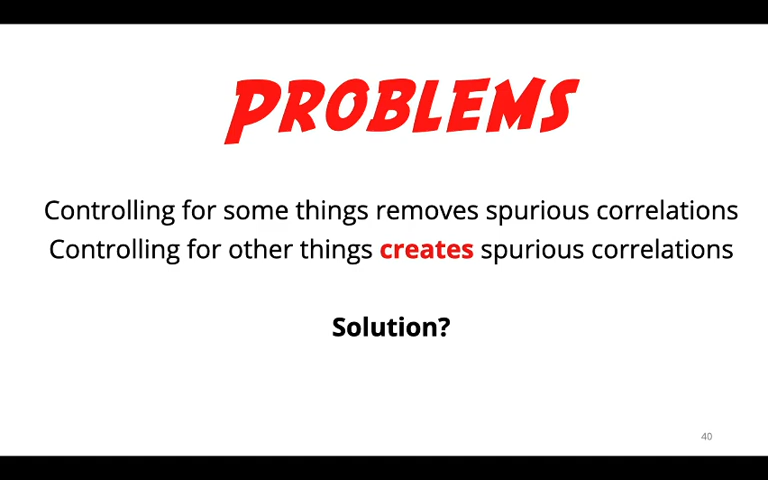 PROBLEMS
Controlling for some things removes spurious correlations
Controlling for other things creates spurious correlations
Solution?
40